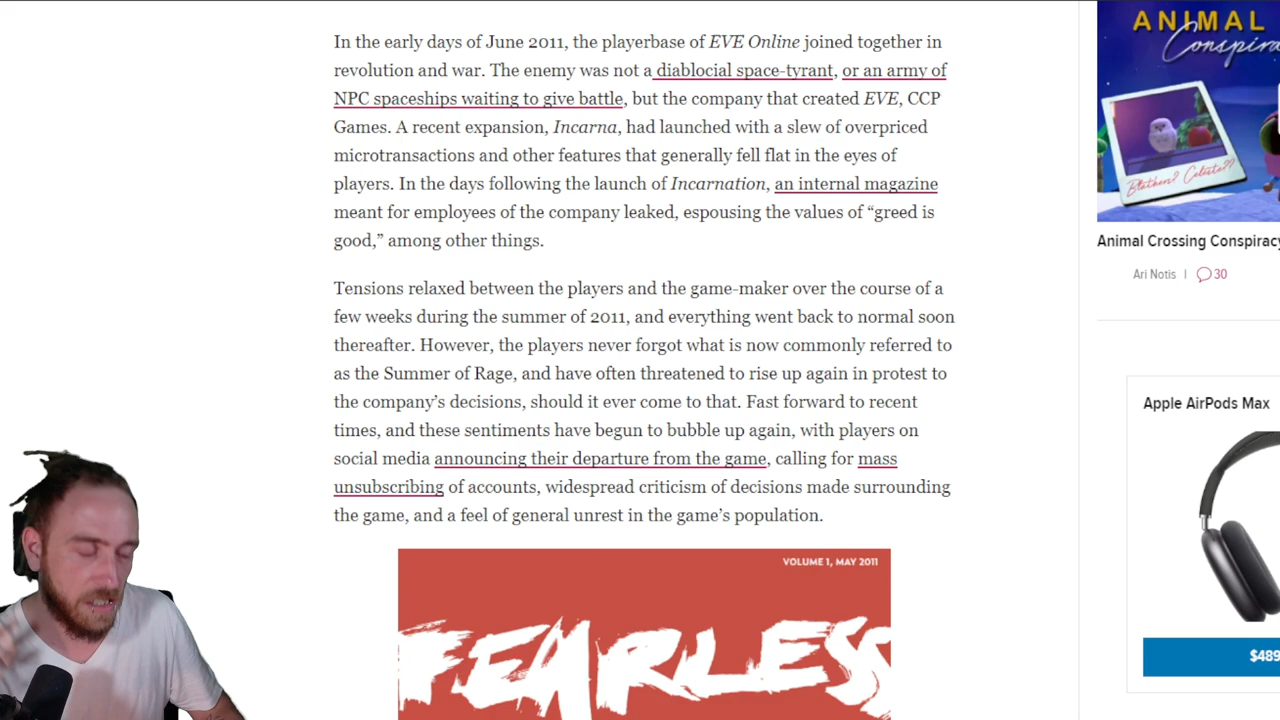 In the early days of June 2011, the playerbase of EVE Online joined together in
revolution and war. The enemy was not a diablocial space-tyrant, or an army of
NPC spaceships waiting to give battle, but the company that created EVE, CCP
Games. A recent expansion, Incarna, had launched with a slew of overpriced
microtransactions and other features that generally fell flat in the eyes of
players. In the days following the launch of Incarnation, an internal magazine
meant for employees of the company leaked, espousing the values of “greed is
good,” among other things.
Tensions relaxed between the players and the game-maker over the course of a
few weeks during the summer of 2011, and everything went back to normal soon
thereafter. However, the players never forgot what is now commonly referred to
as the Summer of Rage, and have often threatened to rise up again in protest to
the company’s decisions, should it ever come to that. Fast forward to recent
times, and these sentiments have begun to bubble up again, with players on
social media announcing their departure from the game, calling for mass
unsubscribing of accounts, widespread criticism of decisions made surrounding
the game, and a feel of general unrest in the game’s population.
VOLUME 1, MAY 2011
FEARLESS
ANIMAL
Blathers? Celeste??
Animal Crossing Conspiracy
Ari Notis | 30
Apple AirPods Max
$489